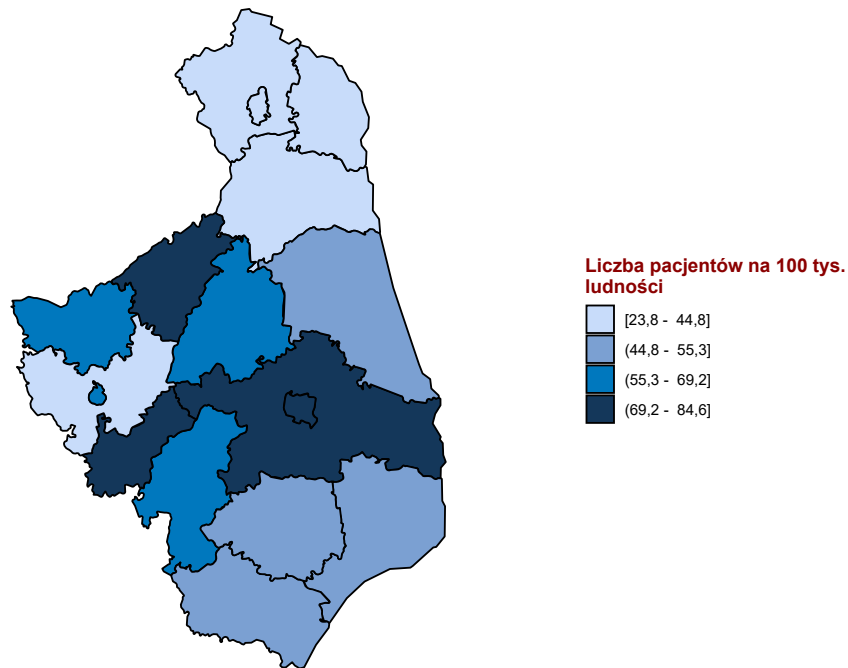 Liczba pacjentów na 100 tys.
ludności
[23,8 - 44,8]
(44,8 - 55,3]
(55,3 - 69,2]
(69,2 - 84,6]